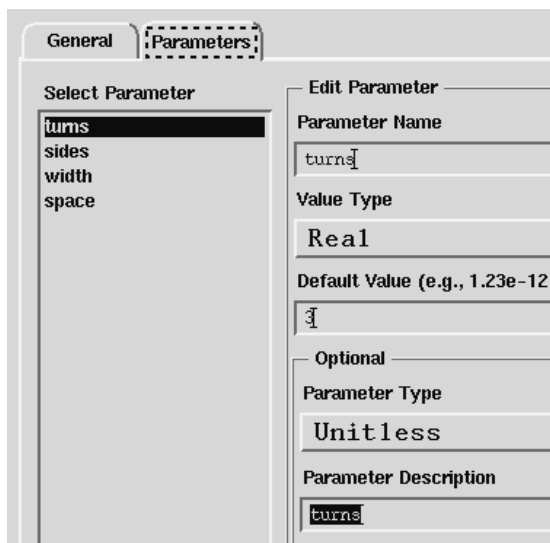 General
Parameters
Select Parameter
turns
sides
width
space
Edit Parameter
Parameter Name
turns
Value Type
Real
Default Value (e.g., 1.23e-12
3
Optional
Parameter Type
Unitless
Parameter Description
turns